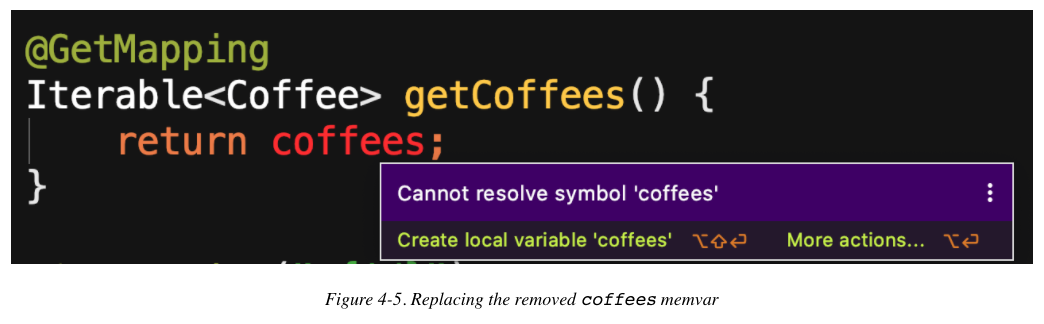 @GetMapping
Iterable<Coffee> getCoffees() {
return coffees;
}
Cannot resolve symbol 'coffees'
Create local variable 'coffees' ⌥⇧⏎ More actions... ⌥⏎
Figure 4-5. Replacing the removed coffees memvar